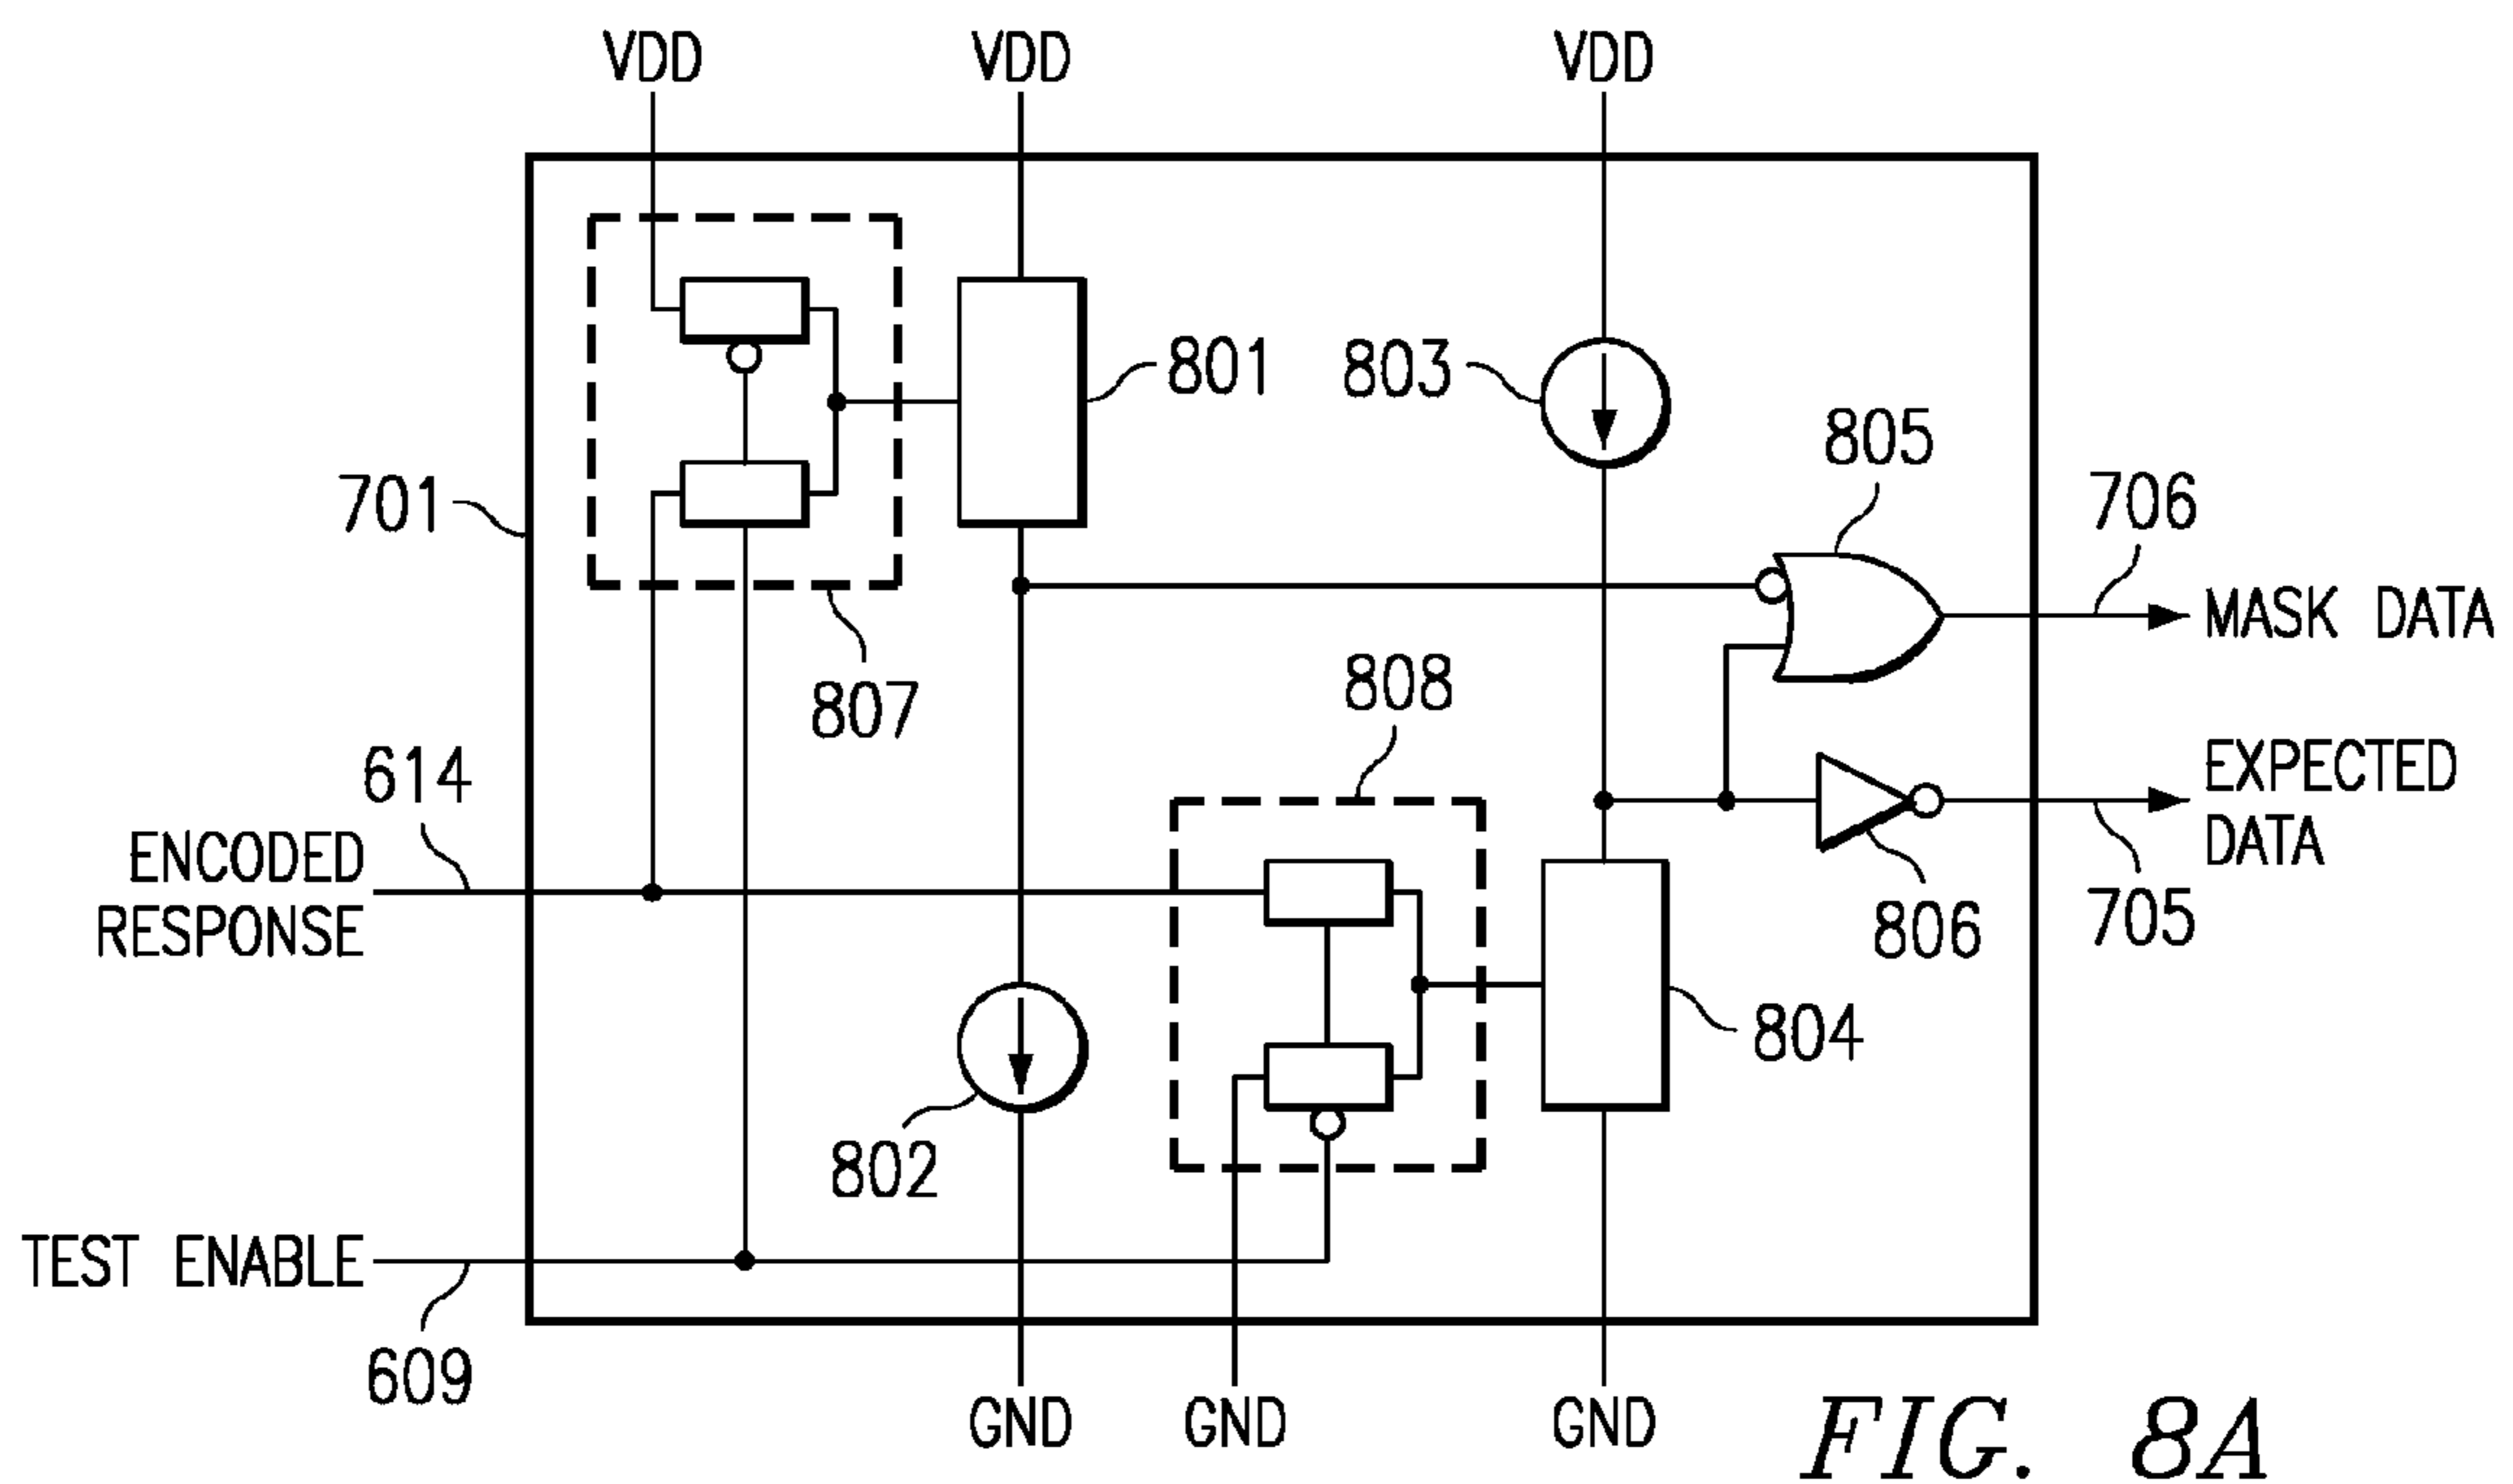 VDD
VDD
VDD
801
803
805
701
706
MASK DATA
807
808
614
EXPECTED
DATA
ENCODED
RESPONSE
705
806
804
802
TEST ENABLE
609
GND
GND
GND
FIG. 8A